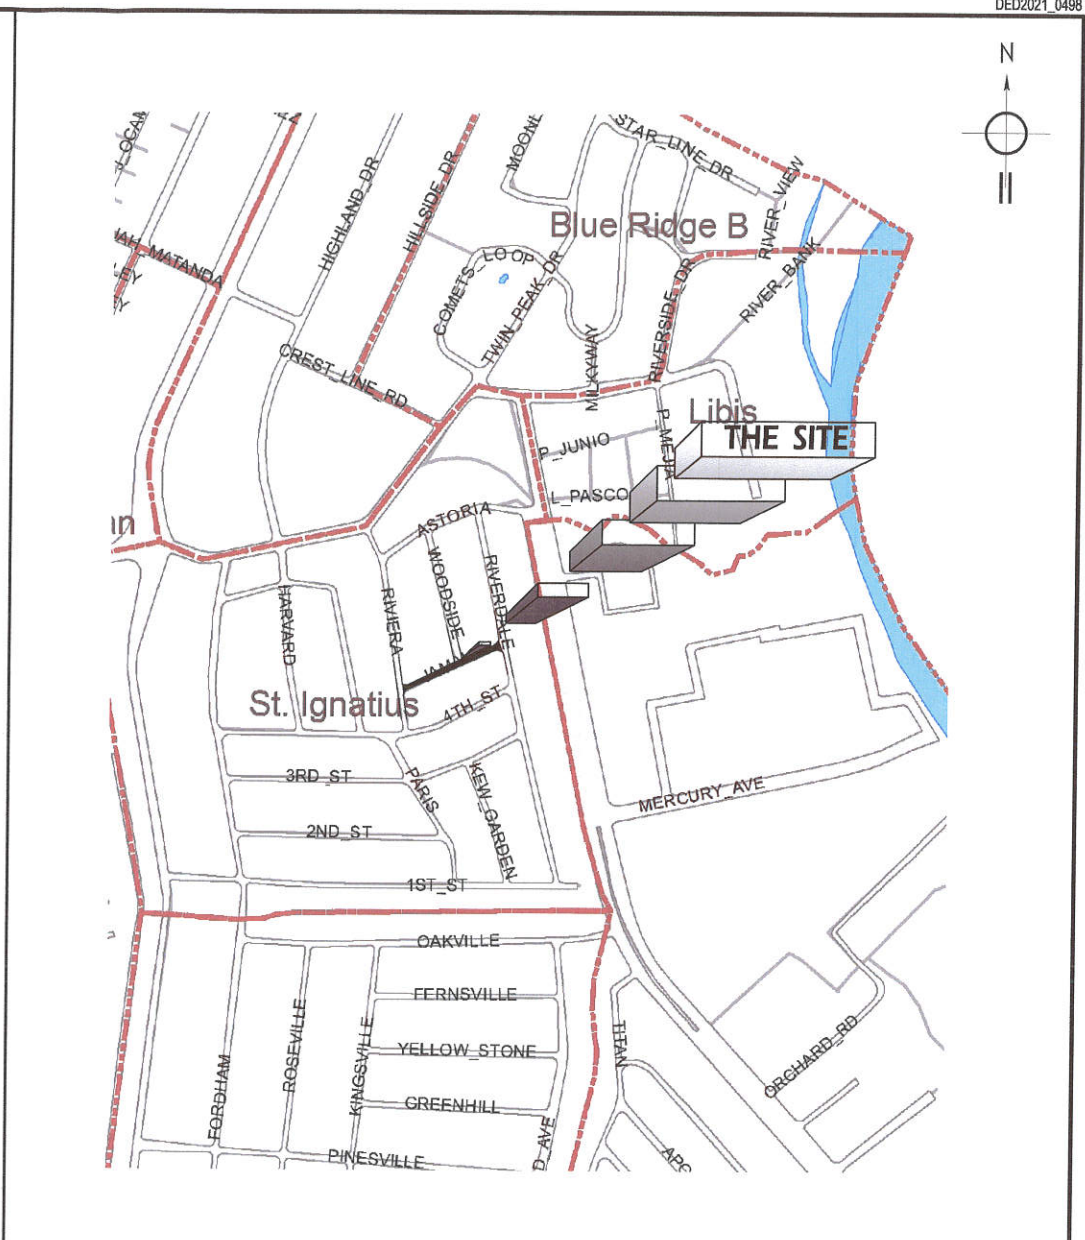 DED2021_0498
N
STAR_LINE_DR
HIGHLAND_DR
HILLSIDE_DR
RIVER_VIEW
Blue Ridge B
COMETS_LOOP
TWIN_PEAK_DR
RIVERSIDE_DR
RIVER_BANK
CREST_LINE_RD
MILKYWAY
Libis
THE SITE
P_JUNIO
P_MEJIA
L_PASCO
ASTORIA
WOODSIDE
RIVERDALE
HARVARD
RIVIERA
St. Ignatius
4TH_ST
3RD_ST
PARIS
KEW_GARDEN
MERCURY_AVE
2ND_ST
1ST_ST
OAKVILLE
FERNSVILLE
ROSEVILLE
KINGSVILLE
YELLOW_STONE
TITAN
ORCHARD_RD
FORDHAM
GREENHILL
PINESVILLE
D_AVE